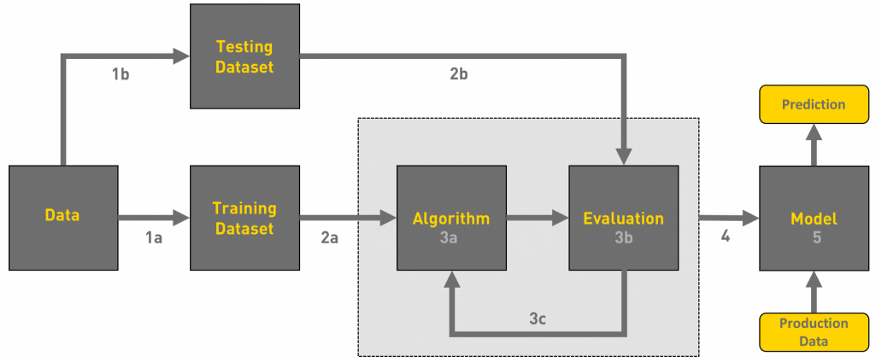 Testing
Dataset
1b
2b
Prediction
Data
1a
Training
Dataset
2a
Algorithm
3a
Evaluation
3b
4
Model
5
3c
Production
Data